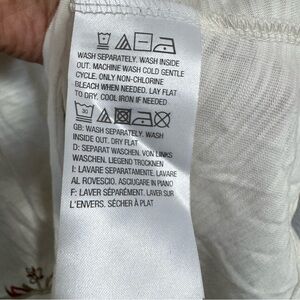 WASH SEPARATELY. WASH INSIDE
OUT. MACHINE WASH COLD GENTLE
CYCLE. ONLY NON-CHLORINE
BLEACH WHEN NEEDED. LAY FLAT
TO DRY. COOL IRON IF NEEDED
30
GB: WASH SEPARATELY. WASH
INSIDE OUT. DRY FLAT
D: SEPARAT WASCHEN. VON LINKS
WASCHEN. LIEGEND TROCKNEN
I: LAVARE SEPARATAMENTE. LAVARE
AL ROVESCIO. ASCIUGARE IN PIANO
F: LAVER SÉPARÉMENT. LAVER SUR
L'ENVERS. SÉCHER À PLAT